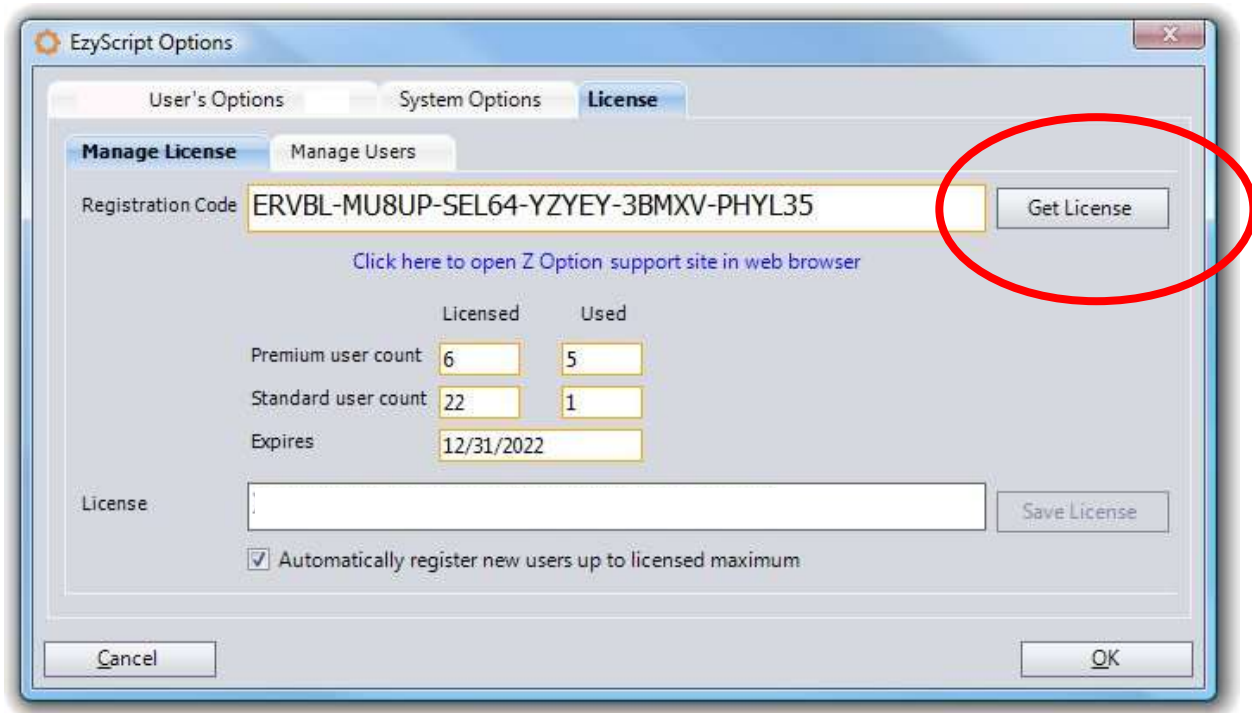 EzyScript Options
User's Options System Options License
Manage License Manage Users
Registration Code ERVBL-MU8UP-SEL64-YZYEY-3BMXV-PHYL35 Get License
Click here to open Z Option support site in web browser
Licensed Used
Premium user count 6 5
Standard user count 22 1
Expires 12/31/2022
License Save License
Automatically register new users up to licensed maximum
Cancel OK